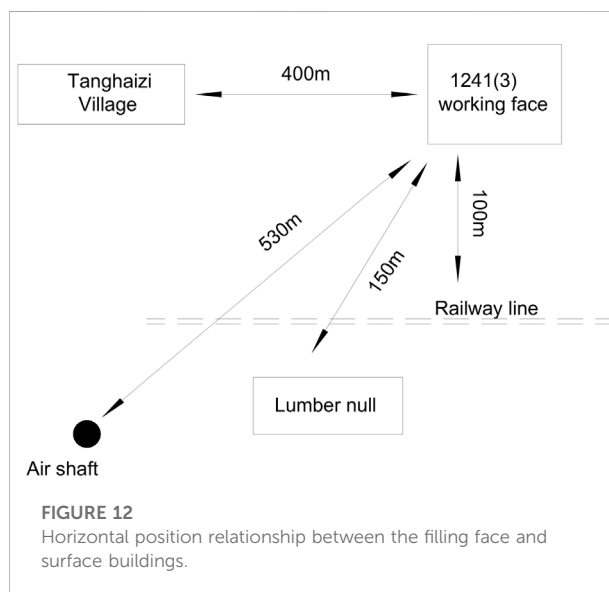 Tanghaizi
Village
400m
1241(3)
working face
530m
150m
100m
Railway line
Lumber null
Air shaft
FIGURE 12
Horizontal position relationship between the filling face and
surface buildings.